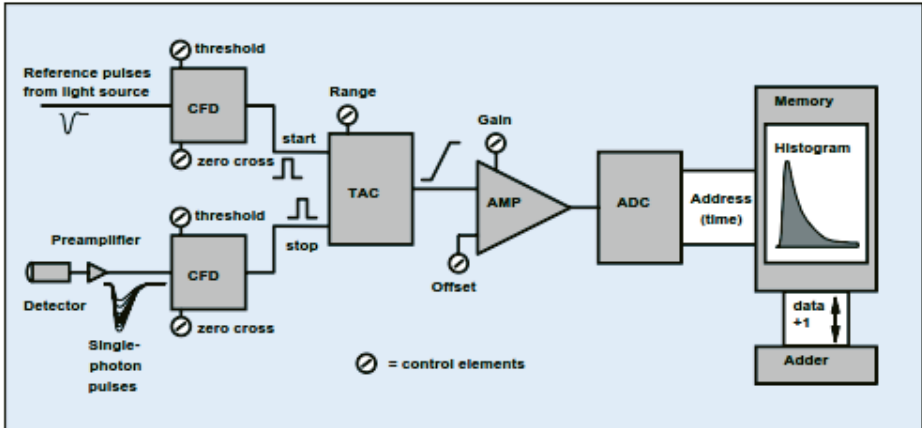 threshold
Reference pulses
from light source
CFD
zero cross
start
Range
TAC
threshold
Preamplifier
CFD
stop
zero cross
Detector
Single-
photon
pulses
Gain
AMP
Offset
ADC
Address
(time)
Memory
Histogram
data
+1
Adder
= control elements